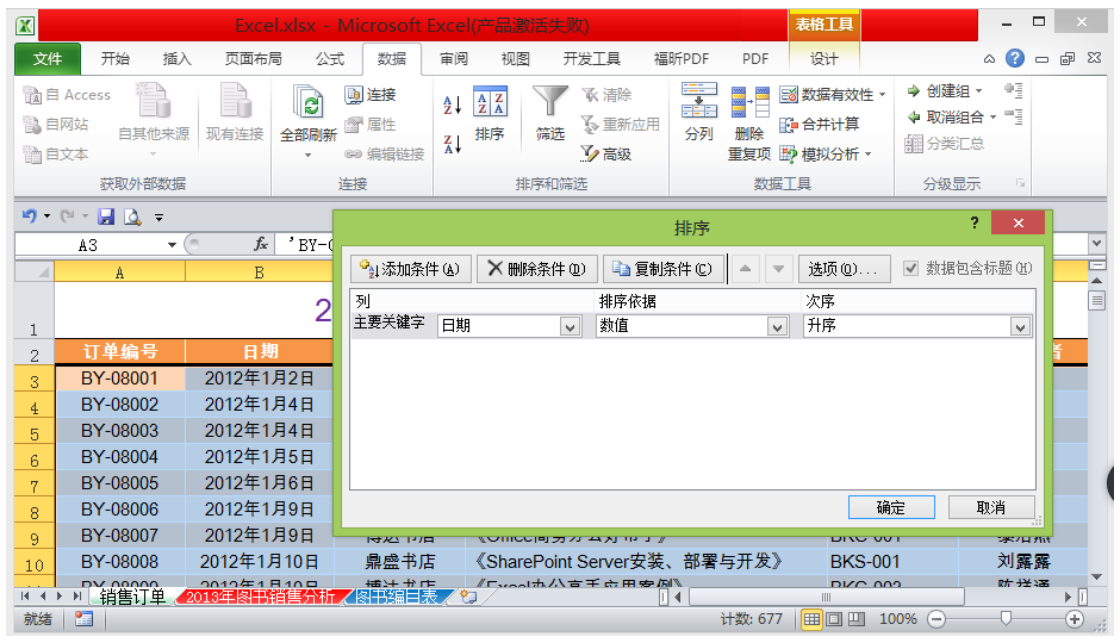 Excel.xlsx - Microsoft Excel(产品激活失败)
表格工具
文件 开始 插入 页面布局 公式 数据 审阅 视图 开发工具 福昕PDF PDF 设计
自 Access
自网站
自文本
自其他来源
现有连接
全部刷新
连接
属性
编辑链接
排序
筛选
清除
重新应用
高级
分列
删除
重复项
数据有效性
合并计算
模拟分析
创建组
取消组合
分类汇总
获取外部数据 连接 排序和筛选 数据工具 分级显示
A3 fx 'BY-
排序
添加条件(A) 删除条件(D) 复制条件(C) 选项(O)... 数据包含标题(H)
列 排序依据 次序
主要关键字 日期 数值 升序
确定 取消
A B
1 2
2 订单编号 日期
3 BY-08001 2012年1月2日
4 BY-08002 2012年1月4日
5 BY-08003 2012年1月4日
6 BY-08004 2012年1月5日
7 BY-08005 2012年1月6日
8 BY-08006 2012年1月9日
9 BY-08007 2012年1月9日
10 BY-08008 2012年1月10日 鼎盛书店 《SharePoint Server安装、部署与开发》 BKS-001 刘露露
销售订单 2013年图书销售分析 图书编目表
就绪 计数: 677 100%